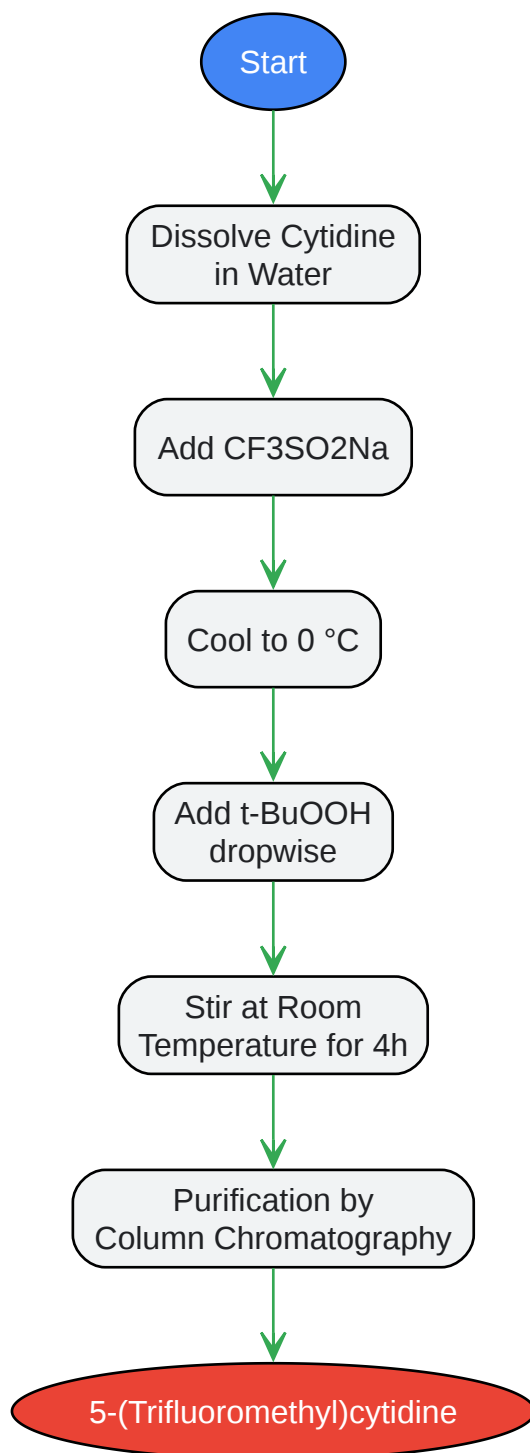 Start
Dissolve Cytidine
in Water
Add CF3SO2Na
Cool to 0 °C
Add t-BuOOH
dropwise
Stir at Room
Temperature for 4h
Purification by
Column Chromatography
5-(Trifluoromethyl)cytidine